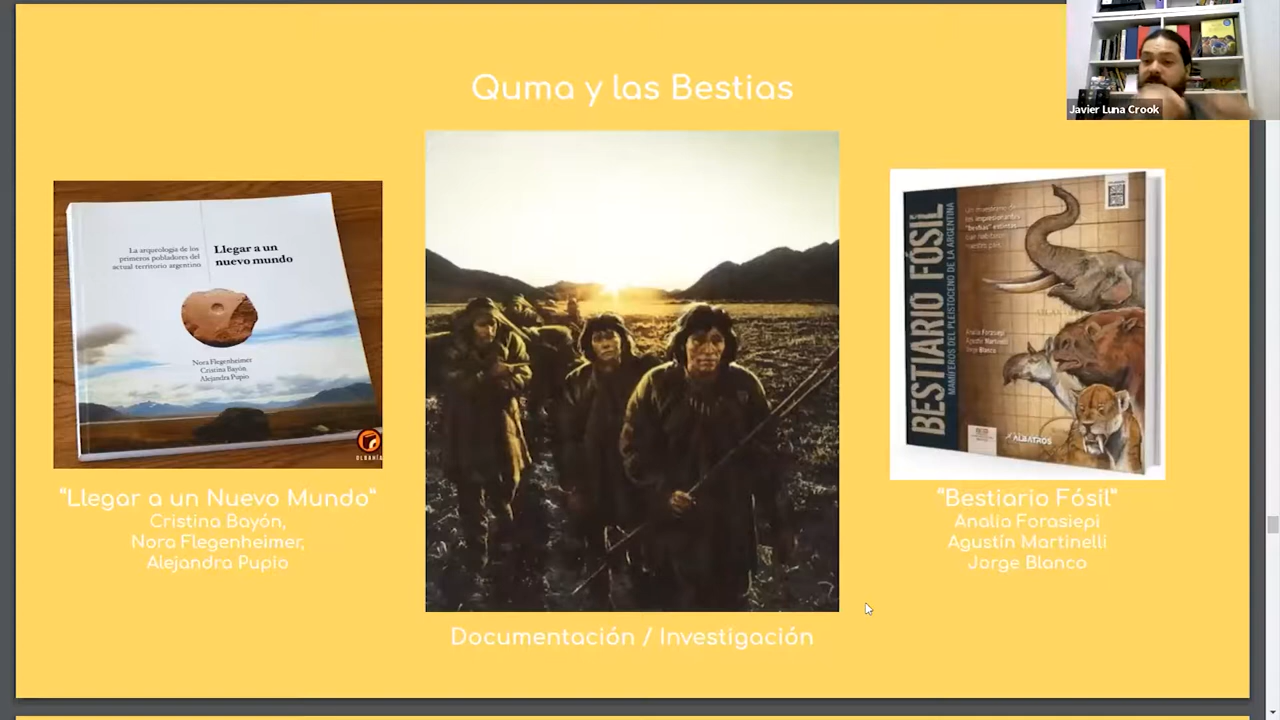 Quma y las Bestias
Javier Luna Crook
La arqueología de los
primeros pobladores del
actual territorio argentino
Llegar a un
nuevo mundo
Nora Flegenheimer
Cristina Bayón
Alejandra Pupio
"Llegar a un Nuevo Mundo"
Cristina Bayón,
Nora Flegenheimer,
Alejandra Pupio
Documentación / Investigación
BESTIARIO FÓSIL
MAMÍFEROS DEL PLEISTOCENO DE LA ARGENTINA
Analía Forasiepi
Agustín Martinelli
Jorge Blanco
ALBATROS
"Bestiario Fósil"
Analía Forasiepi
Agustín Martinelli
Jorge Blanco